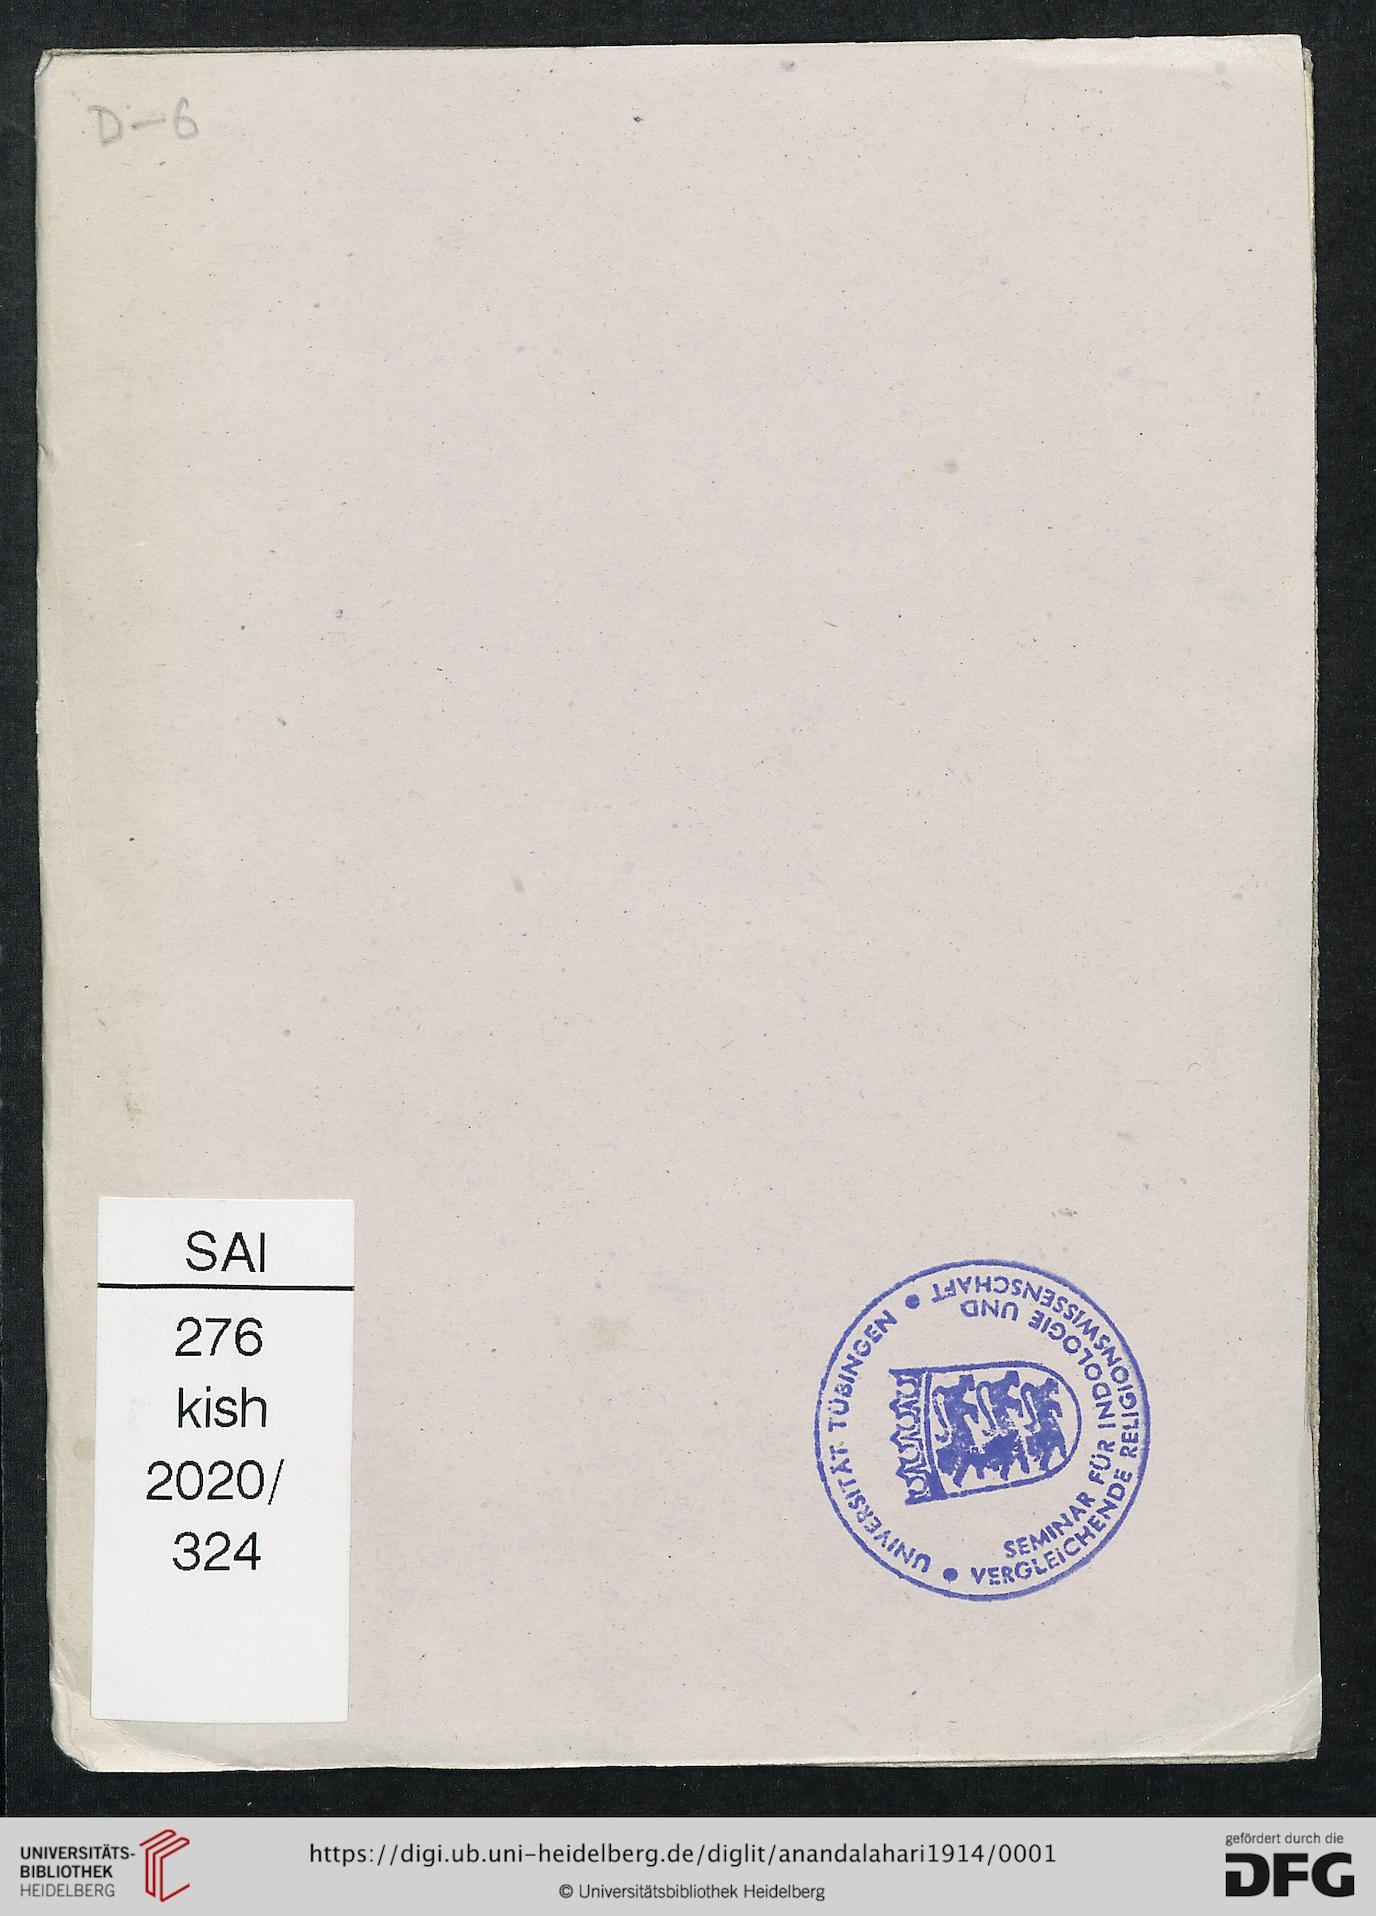 D-6
SAI
276
kish
2020/
324
UNIVERSITÄT TÜBINGEN
SEMINAR FÜR INDOLOGIE UND
VERGLEICHENDE RELIGIONSWISSENSCHAFT
UNIVERSITÄTS-
BIBLIOTHEK
HEIDELBERG
https://digi.ub.uni-heidelberg.de/diglit/anandalahari1914/0001
© Universitätsbibliothek Heidelberg
gefördert durch die
DFG